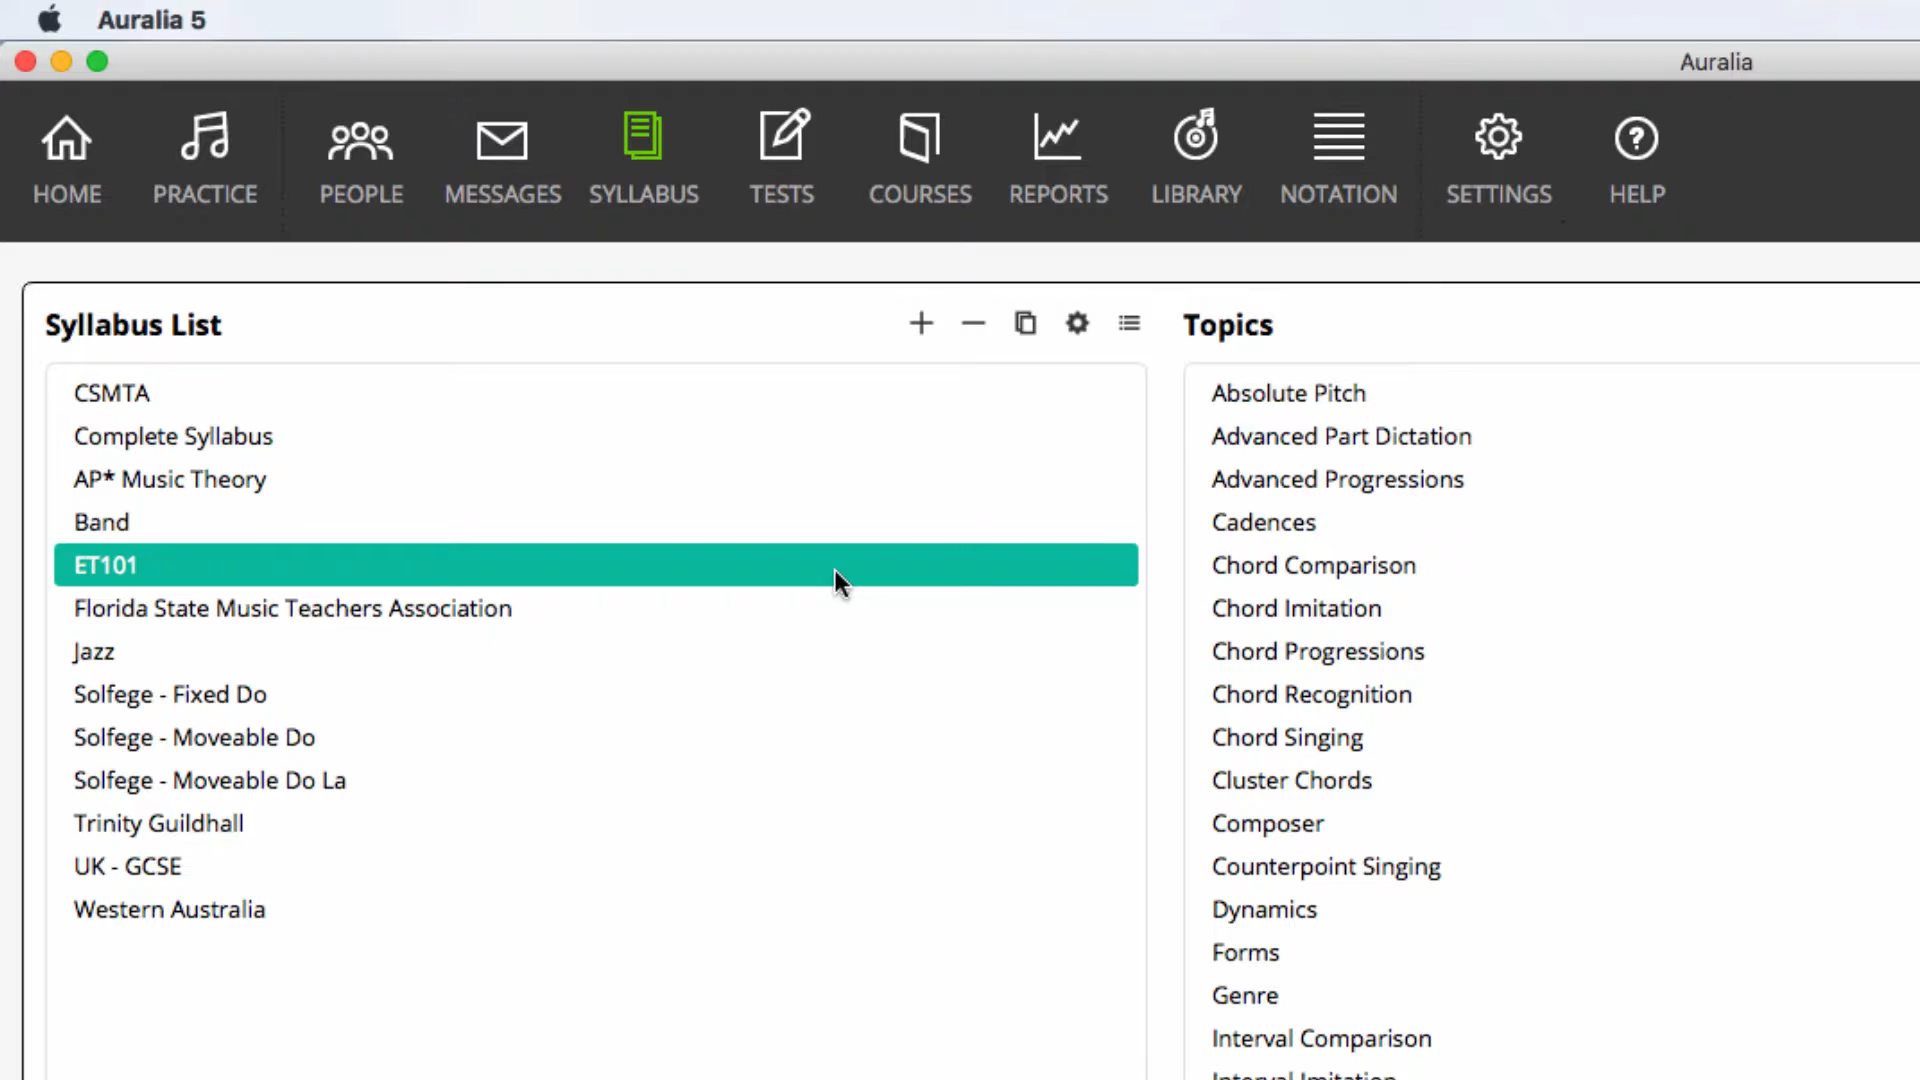 Auralia 5
Auralia
HOME
PRACTICE
PEOPLE
MESSAGES
SYLLABUS
TESTS
COURSES
REPORTS
LIBRARY
NOTATION
SETTINGS
HELP
Syllabus List
CSMTA
Complete Syllabus
AP* Music Theory
Band
ET101
Florida State Music Teachers Association
Jazz
Solfege - Fixed Do
Solfege - Moveable Do
Solfege - Moveable Do La
Trinity Guildhall
UK - GCSE
Western Australia
Topics
Absolute Pitch
Advanced Part Dictation
Advanced Progressions
Cadences
Chord Comparison
Chord Imitation
Chord Progressions
Chord Recognition
Chord Singing
Cluster Chords
Composer
Counterpoint Singing
Dynamics
Forms
Genre
Interval Comparison
Interval Imitation